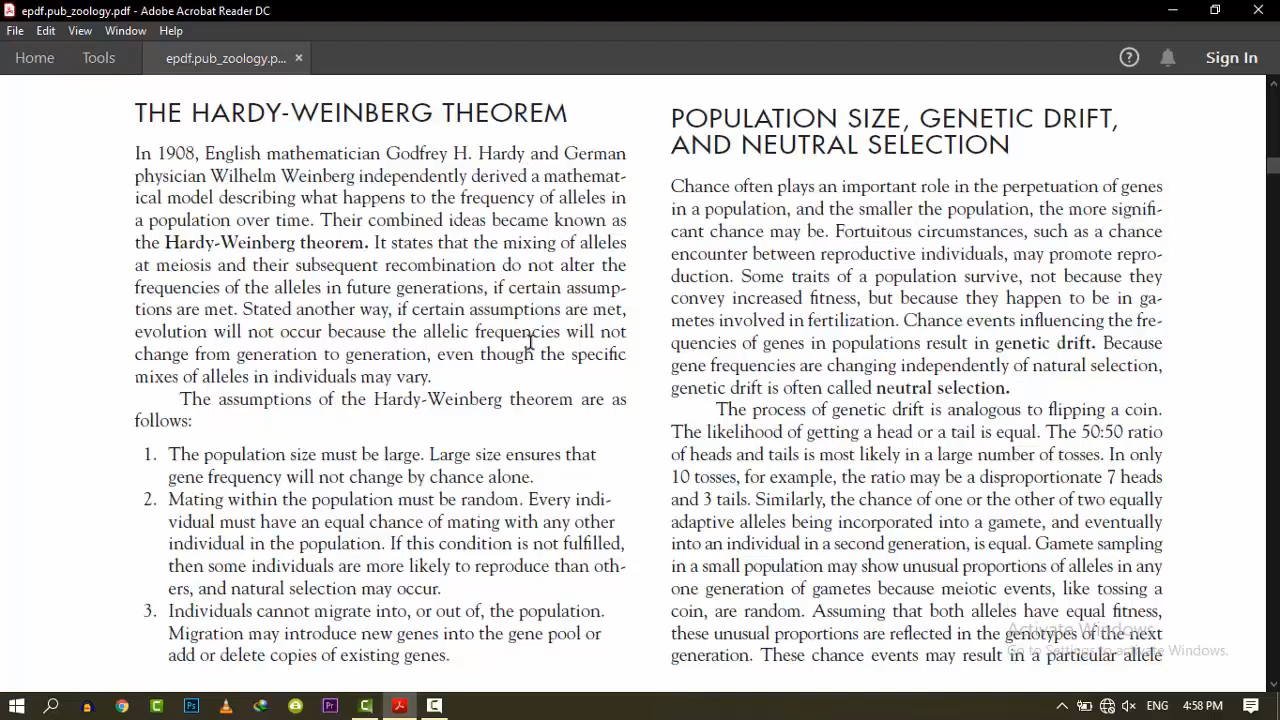 epdf.pub_zoology.pdf - Adobe Acrobat Reader DC
File Edit View Window Help
Home Tools epdf.pub_zoology.p... × Sign In
THE HARDY-WEINBERG THEOREM
In 1908, English mathematician Godfrey H. Hardy and German
physician Wilhelm Weinberg independently derived a mathemat-
ical model describing what happens to the frequency of alleles in
a population over time. Their combined ideas became known as
the Hardy-Weinberg theorem. It states that the mixing of alleles
at meiosis and their subsequent recombination do not alter the
frequencies of the alleles in future generations, if certain assump-
tions are met. Stated another way, if certain assumptions are met,
evolution will not occur because the allelic frequencies will not
change from generation to generation, even though the specific
mixes of alleles in individuals may vary.
The assumptions of the Hardy-Weinberg theorem are as
follows:
1. The population size must be large. Large size ensures that
gene frequency will not change by chance alone.
2. Mating within the population must be random. Every indi-
vidual must have an equal chance of mating with any other
individual in the population. If this condition is not fulfilled,
then some individuals are more likely to reproduce than oth-
ers, and natural selection may occur.
3. Individuals cannot migrate into, or out of, the population.
Migration may introduce new genes into the gene pool or
add or delete copies of existing genes.
POPULATION SIZE, GENETIC DRIFT,
AND NEUTRAL SELECTION
Chance often plays an important role in the perpetuation of genes
in a population, and the smaller the population, the more signifi-
cant chance may be. Fortuitous circumstances, such as a chance
encounter between reproductive individuals, may promote repro-
duction. Some traits of a population survive, not because they
convey increased fitness, but because they happen to be in ga-
metes involved in fertilization. Chance events influencing the fre-
quencies of genes in populations result in genetic drift. Because
gene frequencies are changing independently of natural selection,
genetic drift is often called neutral selection.
The process of genetic drift is analogous to flipping a coin.
The likelihood of getting a head or a tail is equal. The 50:50 ratio
of heads and tails is most likely in a large number of tosses. In only
10 tosses, for example, the ratio may be a disproportionate 7 heads
and 3 tails. Similarly, the chance of one or the other of two equally
adaptive alleles being incorporated into a gamete, and eventually
into an individual in a second generation, is equal. Gamete sampling
in a small population may show unusual proportions of alleles in any
one generation of gametes because meiotic events, like tossing a
coin, are random. Assuming that both alleles have equal fitness,
these unusual proportions are reflected in the genotypes of the next
generation. These chance events may result in a particular allele
Activate Windows
Go to Settings to activate Windows.
ENG 4:58 PM